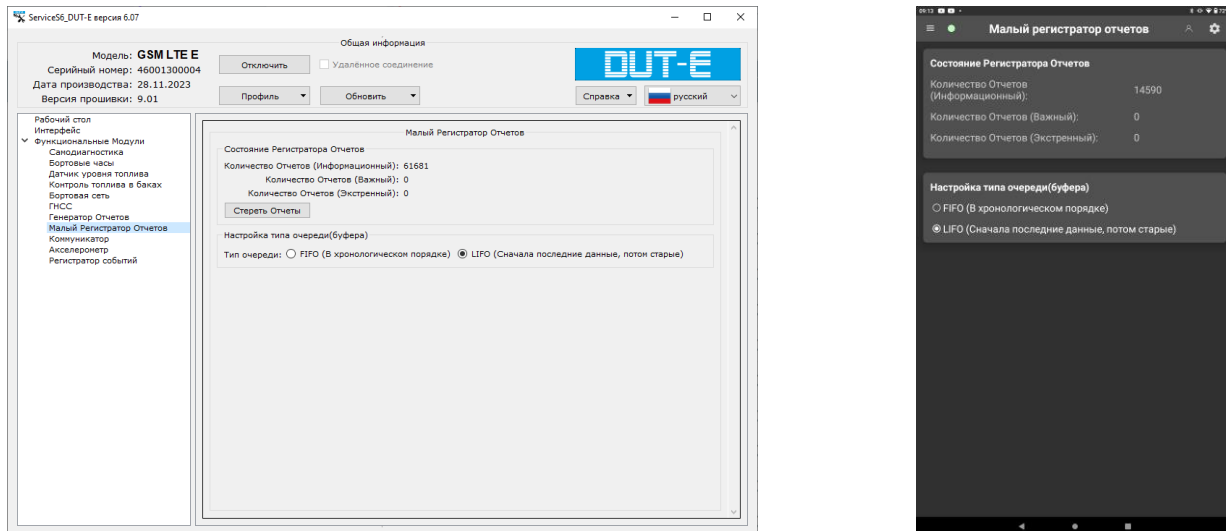 ServiceS6_DUT-E версия 6.07
Общая информация
Модель: GSM LTE E
Серийный номер: 46001300004
Дата производства: 28.11.2023
Версия прошивки: 9.01
Отключить
Удалённое соединение
Профиль
Обновить
DUT-E
Справка
русский
Рабочий стол
Интерфейс
Функциональные Модули
Самодиагностика
Бортовые часы
Датчик уровня топлива
Контроль топлива в баках
Бортовая сеть
ГНСС
Генератор Отчетов
Малый Регистратор Отчетов
Коммуникатор
Акселерометр
Регистратор событий
Малый Регистратор Отчетов
Состояние Регистратора Отчетов
Количество Отчетов (Информационный): 61681
Количество Отчетов (Важный): 0
Количество Отчетов (Экстренный): 0
Стереть Отчеты
Настройка типа очереди(буфера)
Тип очереди: FIFO (В хронологическом порядке) LIFO (Сначала последние данные, потом старые)
09:13
Малый регистратор отчетов
Состояние Регистратора Отчетов
Количество Отчетов
(Информационный): 14590
Количество Отчетов (Важный): 0
Количество Отчетов (Экстренный): 0
Настройка типа очереди(буфера)
FIFO (В хронологическом порядке)
LIFO (Сначала последние данные, потом старые)